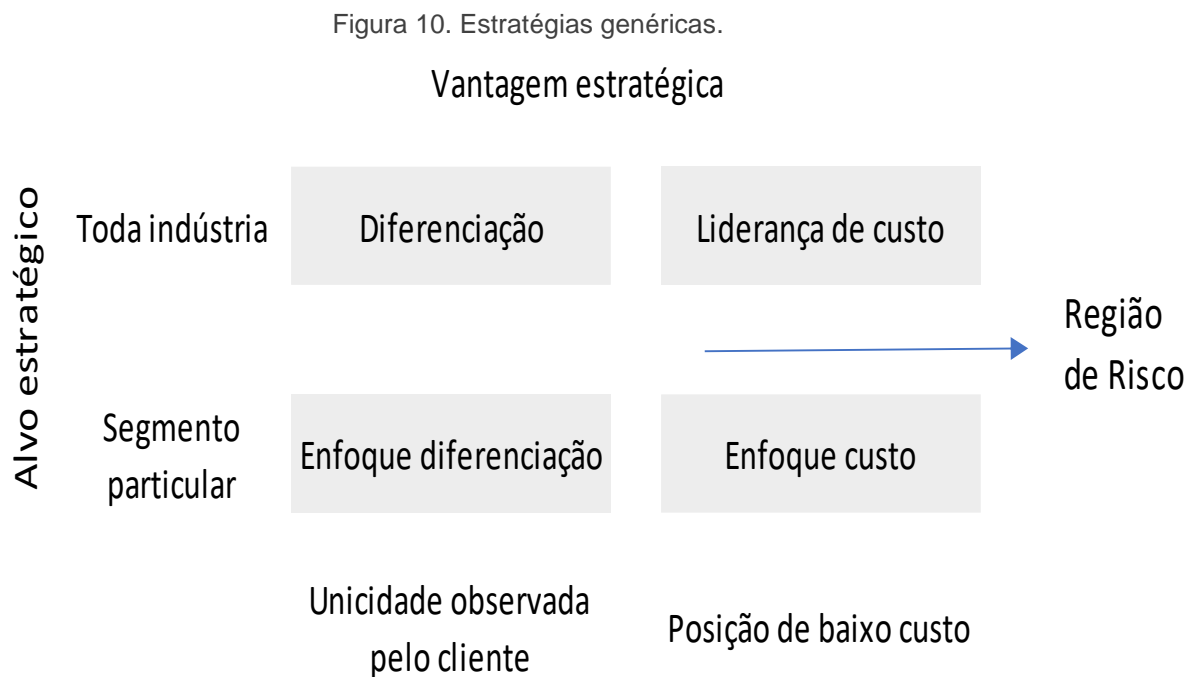 Figura 10. Estratégias genéricas.
Vantagem estratégica
Alvo estratégico
Toda indústria
Diferenciação
Liderança de custo
Região
de Risco
Segmento
particular
Enfoque diferenciação
Enfoque custo
Unicidade observada
pelo cliente
Posição de baixo custo